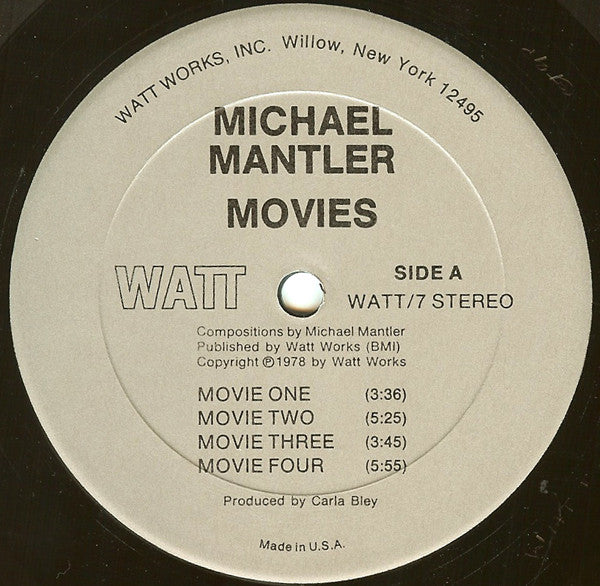 WATT WORKS, INC. Willow, New York 12495
MICHAEL
MANTLER
MOVIES
WATT
SIDE A
WATT/7 STEREO
Compositions by Michael Mantler
Published by Watt Works (BMI)
Copyright ℗ 1978 by Watt Works
MOVIE ONE (3:36)
MOVIE TWO (5:25)
MOVIE THREE (3:45)
MOVIE FOUR (5:55)
Produced by Carla Bley
Made in U.S.A.